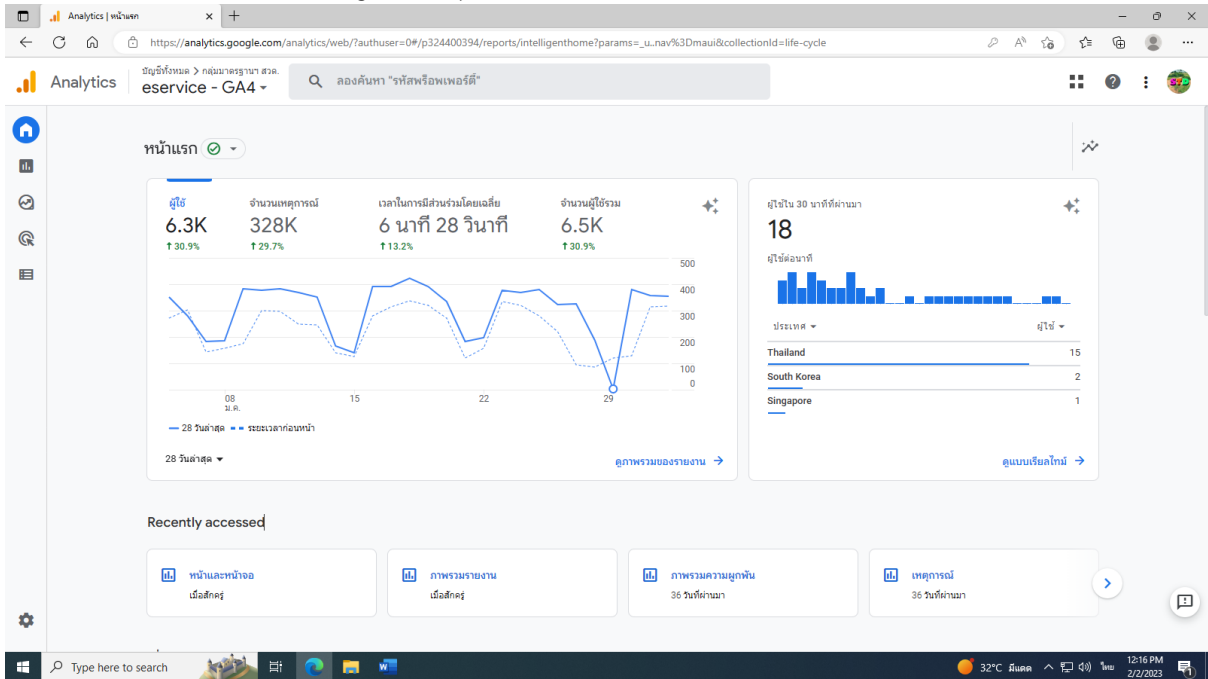 Analytics | หน้าแรก
https://analytics.google.com/analytics/web/?authuser=0#/p324400394/reports/intelligenthome?params=_u..nav%3Dmaui&collectionId=life-cycle
Analytics
บัญชีทั้งหมด > กลุ่มมาตรฐานฯ สวด.
eservice - GA4
ลองค้นหา "รหัสพร็อพเพอร์ตี้"
หน้าแรก
ผู้ใช้ จำนวนเหตุการณ์ เวลาในการมีส่วนร่วมโดยเฉลี่ย จำนวนผู้ใช้รวม
6.3K 328K 6 นาที 28 วินาที 6.5K
30.9% 29.7% 13.2% 30.9%
500
400
300
200
100
0
08 15 22 29
ม.ค.
28 วันล่าสุด ระยะเวลาก่อนหน้า
28 วันล่าสุด ดูภาพรวมของรายงาน
ผู้ใช้ใน 30 นาทีที่ผ่านมา
18
ผู้ใช้ต่อนาที
ประเทศ ผู้ใช้
Thailand 15
South Korea 2
Singapore 1
ดูแบบเรียลไทม์
Recently accessed
หน้าและหน้าจอ
เมื่อสักครู่
ภาพรวมรายงาน
เมื่อสักครู่
ภาพรวมความผูกพัน
36 วันที่ผ่านมา
เหตุการณ์
36 วันที่ผ่านมา
Type here to search
32°C มีแดด
ไทย
12:16 PM
2/2/2023